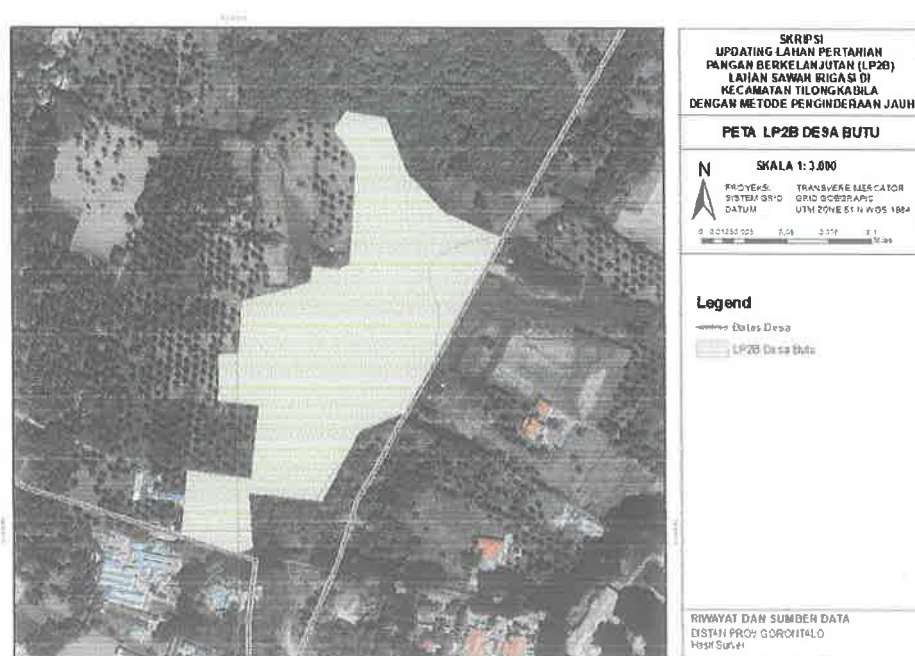 SKRIPSI
UPDATING LAHAN PERTANIAN
PANGAN BERKELANJUTAN (LP2B)
LAHAN SAWAH IRIGASI DI
KECAMATAN TILONGKABILA
DENGAN METODE PENGINDERAAN JAUH
PETA LP2B DESA BUTU
N
SKALA 1: 3.000
PROYEKSI TRANSVERE MERCATOR
SISTEM GRID GRID GEOGRAFIC
DATUM UTM ZONE 51 N WGS 1984
Legend
Batas Desa
LP2B Desa Butu
RIWAYAT DAN SUMBER DATA
DISTAN PROV GORONTALO
Hasil Survei